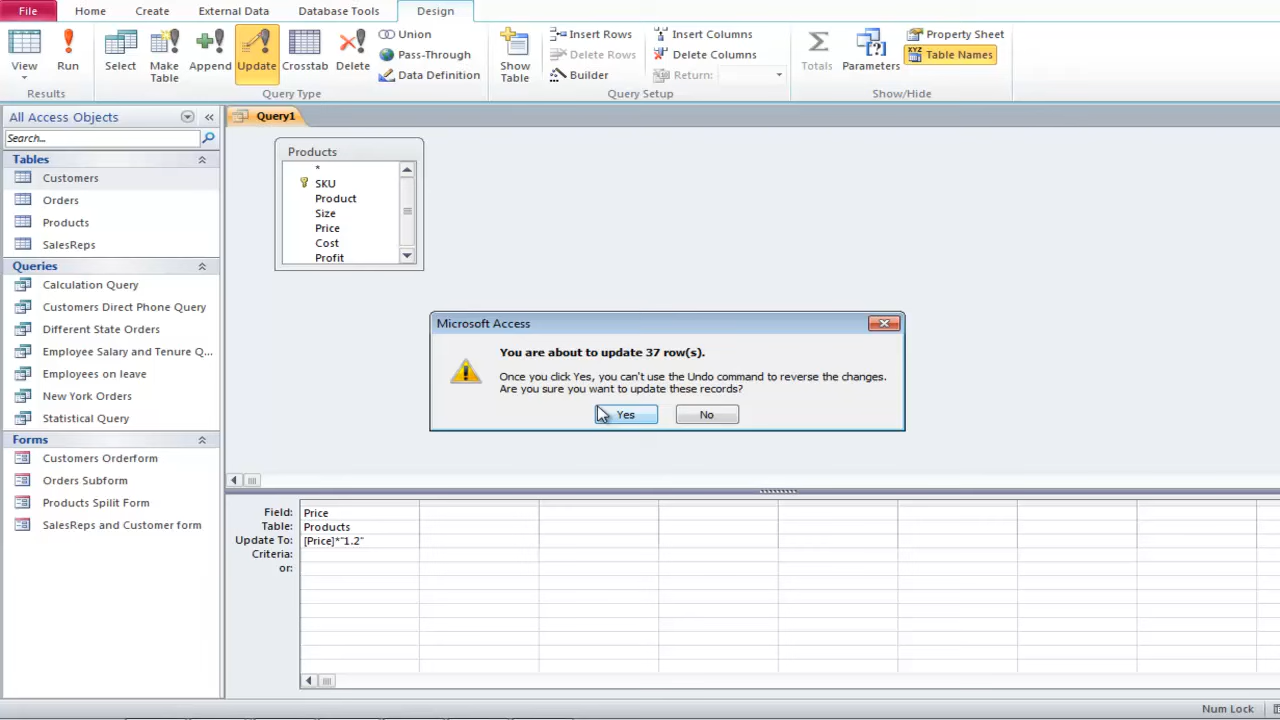 File Home Create External Data Database Tools Design
View Run Select Make Table Append Update Crosstab Delete
Union
Pass-Through
Data Definition
Show Table
Insert Rows
Delete Rows
Builder
Insert Columns
Delete Columns
Return:
Totals Parameters
Property Sheet
XYZ Table Names
Results Query Type Query Setup Show/Hide
All Access Objects
Search...
Tables
Customers
Orders
Products
SalesReps
Queries
Calculation Query
Customers Direct Phone Query
Different State Orders
Employee Salary and Tenure Q...
Employees on leave
New York Orders
Statistical Query
Forms
Customers Orderform
Orders Subform
Products Spilit Form
SalesReps and Customer form
Query1
Products
*
SKU
Product
Size
Price
Cost
Profit
Microsoft Access
You are about to update 37 row(s).
Once you click Yes, you can't use the Undo command to reverse the changes.
Are you sure you want to update these records?
Yes No
Field: Price
Table: Products
Update To: [Price]*"1.2"
Criteria:
or:
Num Lock